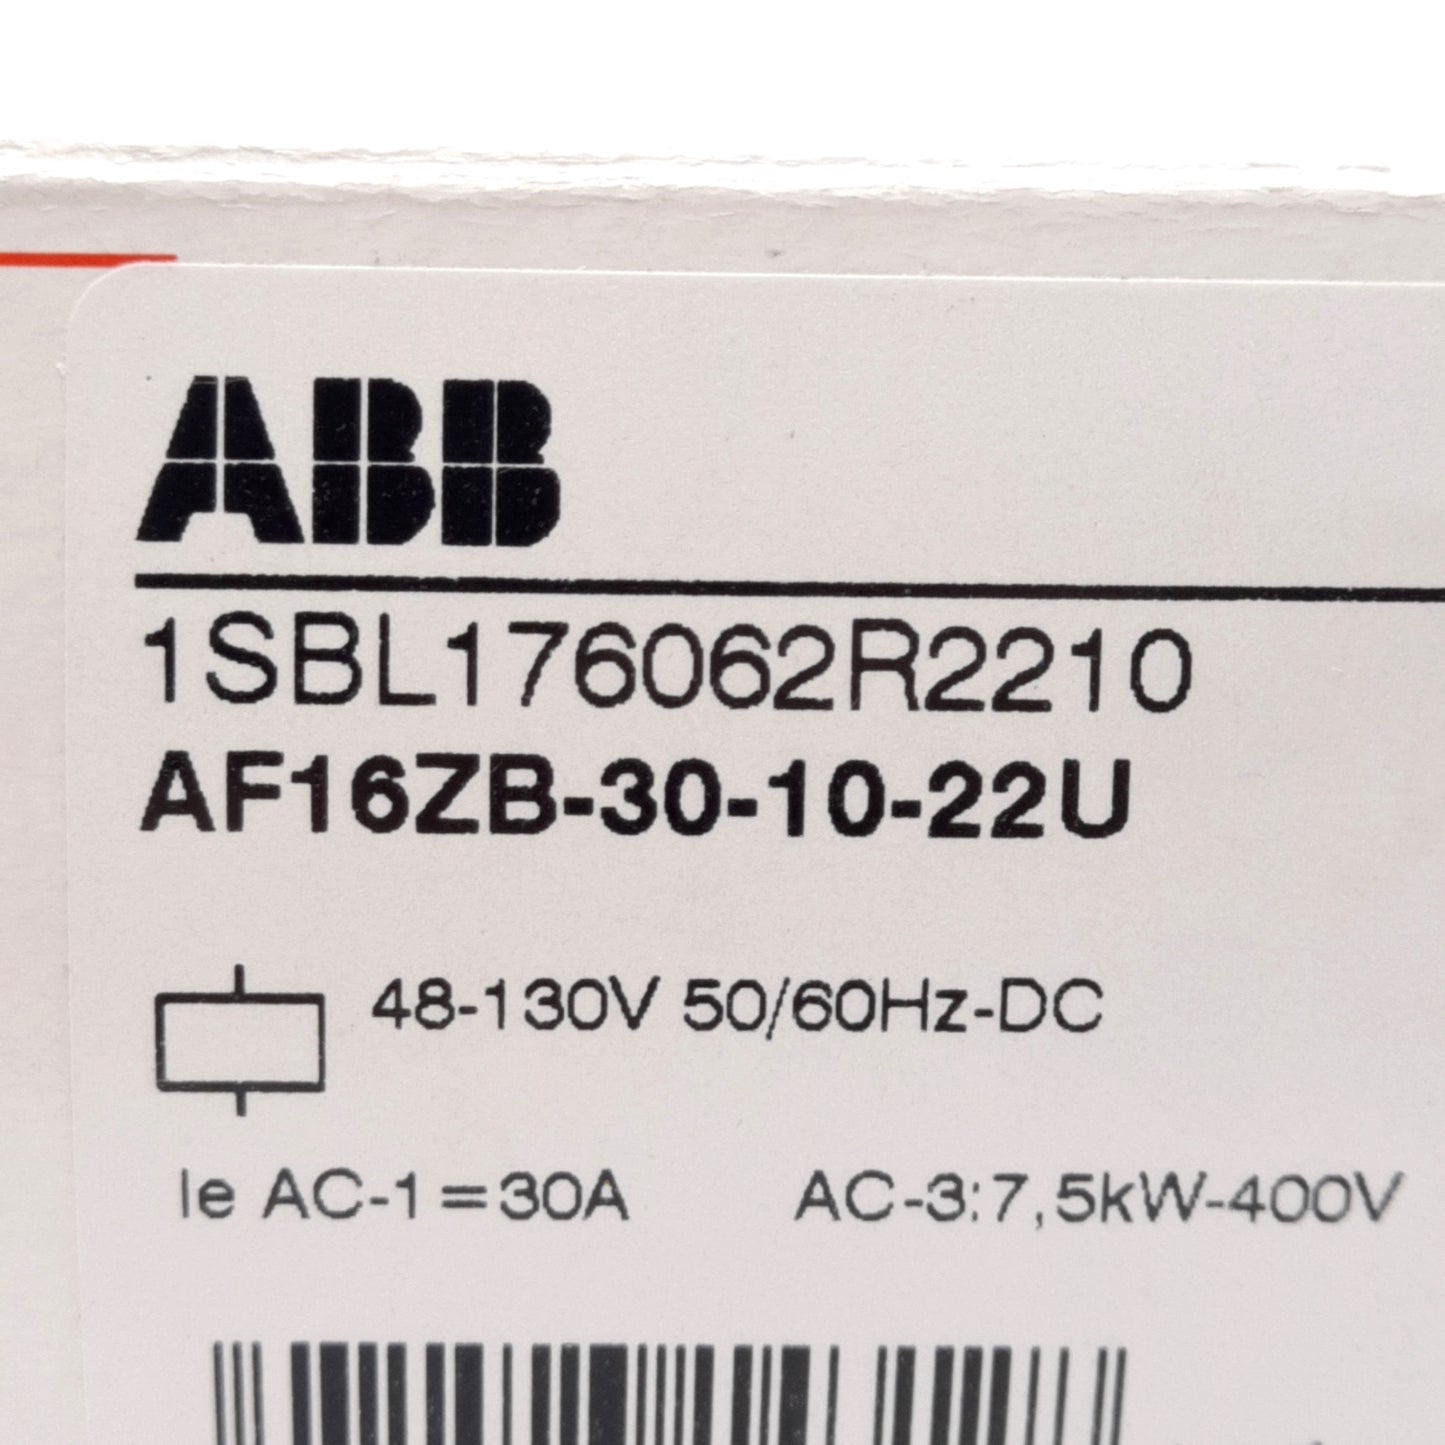 ABB
1SBL176062R2210
AF16ZB-30-10-22U
48-130V 50/60Hz-DC
Ie AC-1=30A AC-3:7,5kW-400V